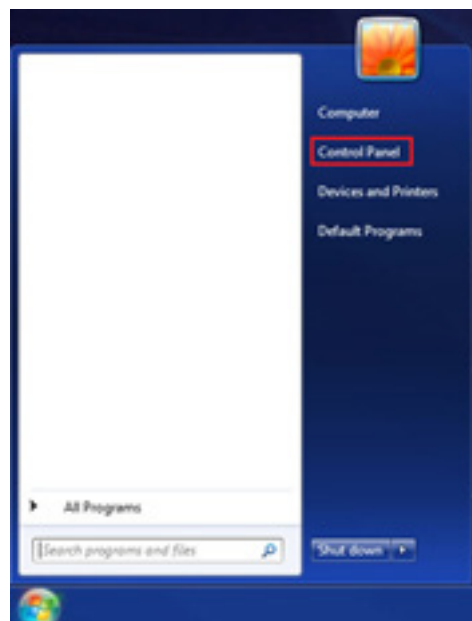 Computer
Control Panel
Devices and Printers
Default Programs
All Programs
Search programs and files
Shut down